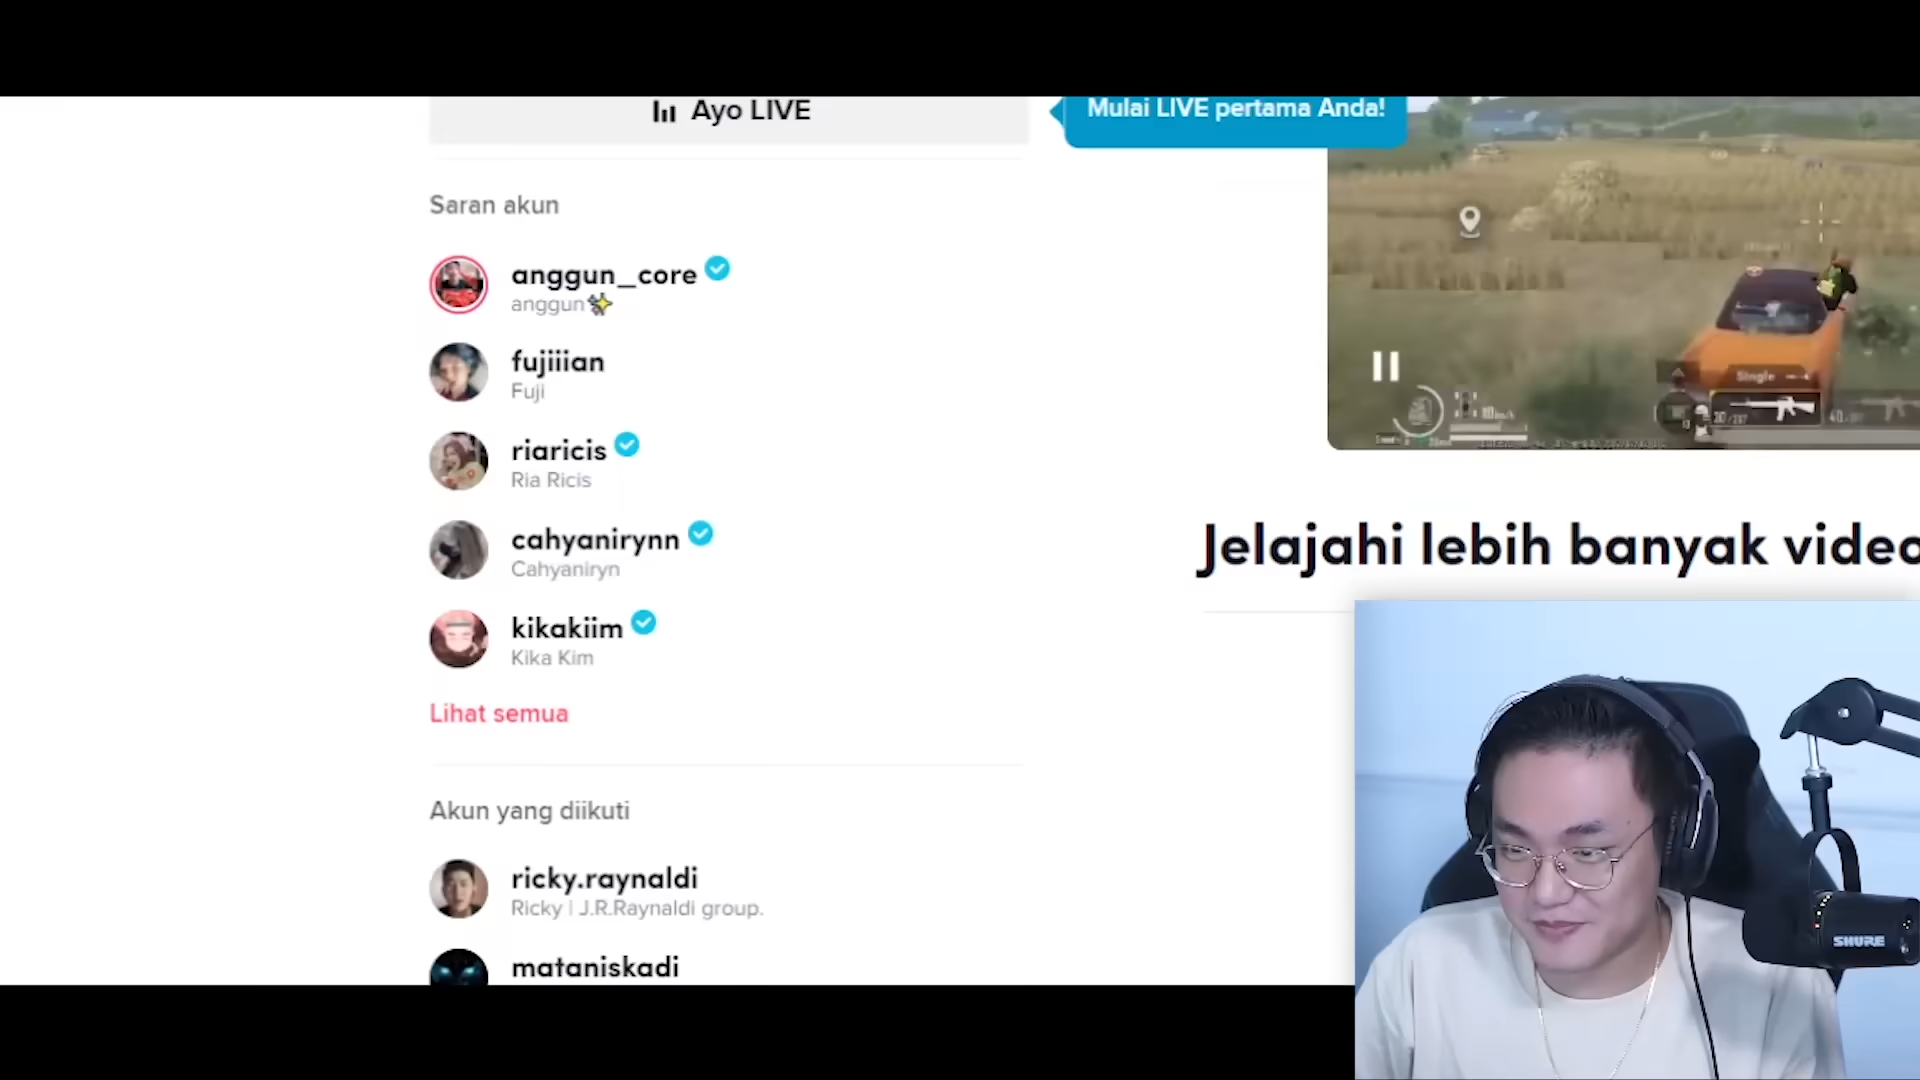 Ayo LIVE
Mulai LIVE pertama Anda!
Saran akun
anggun_core
anggun✨
fujiiian
Fuji
riaricis
Ria Ricis
cahyanirynn
Cahyaniryn
kikakiim
Kika Kim
Lihat semua
Akun yang diikuti
ricky.raynaldi
Ricky | J.R.Raynaldi group.
mataniskadi
Single
Jelajahi lebih banyak video
SHURE